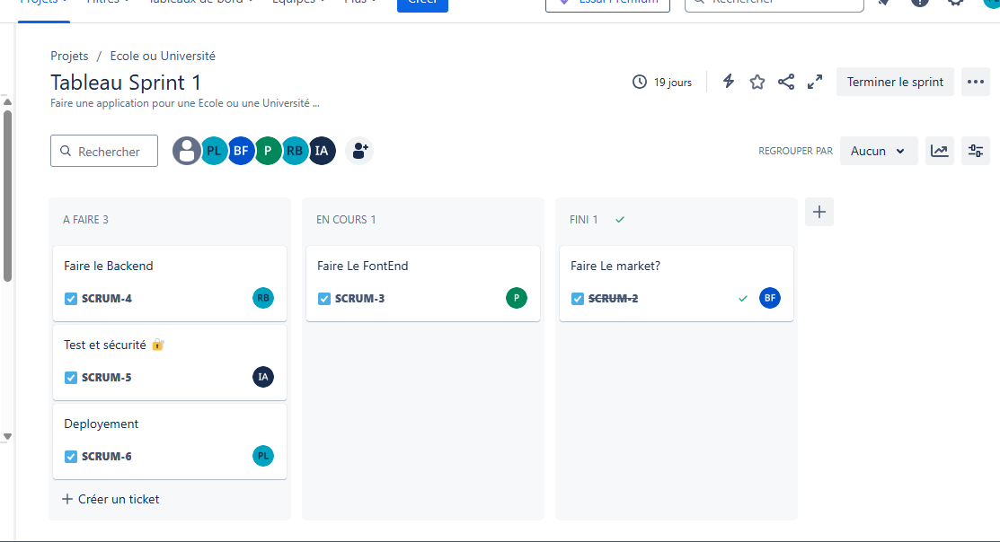 Projets Filtres Tableaux de bord Équipes Plus Créer Essai Premium Rechercher
Projets / Ecole ou Université
Tableau Sprint 1
Faire une application pour une Ecole ou une Université ...
19 jours
Terminer le sprint
Rechercher
PL BF P RB IA
REGROUPER PAR
Aucun
A FAIRE 3
Faire le Backend
SCRUM-4
RB
Test et sécurité 🔐
SCRUM-5
IA
Deployement
SCRUM-6
PL
+ Créer un ticket
EN COURS 1
Faire Le FontEnd
SCRUM-3
P
FINI 1
Faire Le market?
SCRUM-2
BF